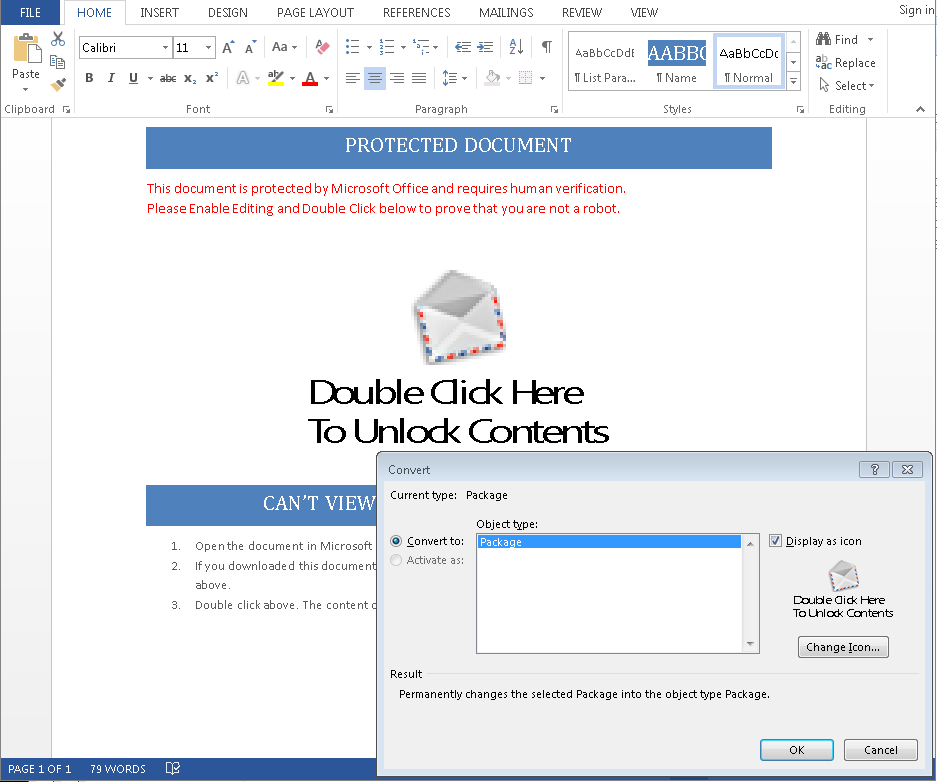 FILE HOME INSERT DESIGN PAGE LAYOUT REFERENCES MAILINGS REVIEW VIEW Sign in
Paste
Calibri 11 A A Aa
B I U abc x₂ x² A ab A
AaBbCcDdE AABBC AaBbCcDc
¶ List Para... ¶ Name ¶ Normal
Find
Replace
Select
Clipboard Font Paragraph Styles Editing
PROTECTED DOCUMENT
This document is protected by Microsoft Office and requires human verification.
Please Enable Editing and Double Click below to prove that you are not a robot.
Double Click Here
To Unlock Contents
CAN'T VIEW
1. Open the document in Microsoft
2. If you downloaded this document
above.
3. Double click above. The content
Convert
Current type: Package
Object type:
Convert to:
Package
Activate as:
Display as icon
Double Click Here
To Unlock Contents
Change Icon...
Result
Permanently changes the selected Package into the object type Package.
OK Cancel
PAGE 1 OF 1 79 WORDS